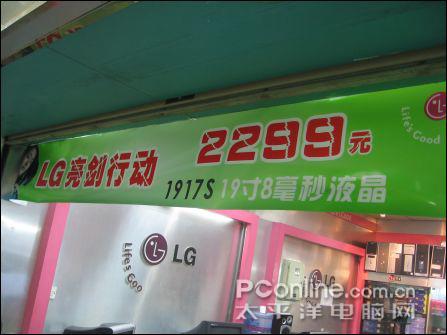 LG亮剑行动 2299元
1917S 19寸8毫秒液晶
Life's Good
LG
Life's Good
LG
PConline.com.cn
太平洋电脑网